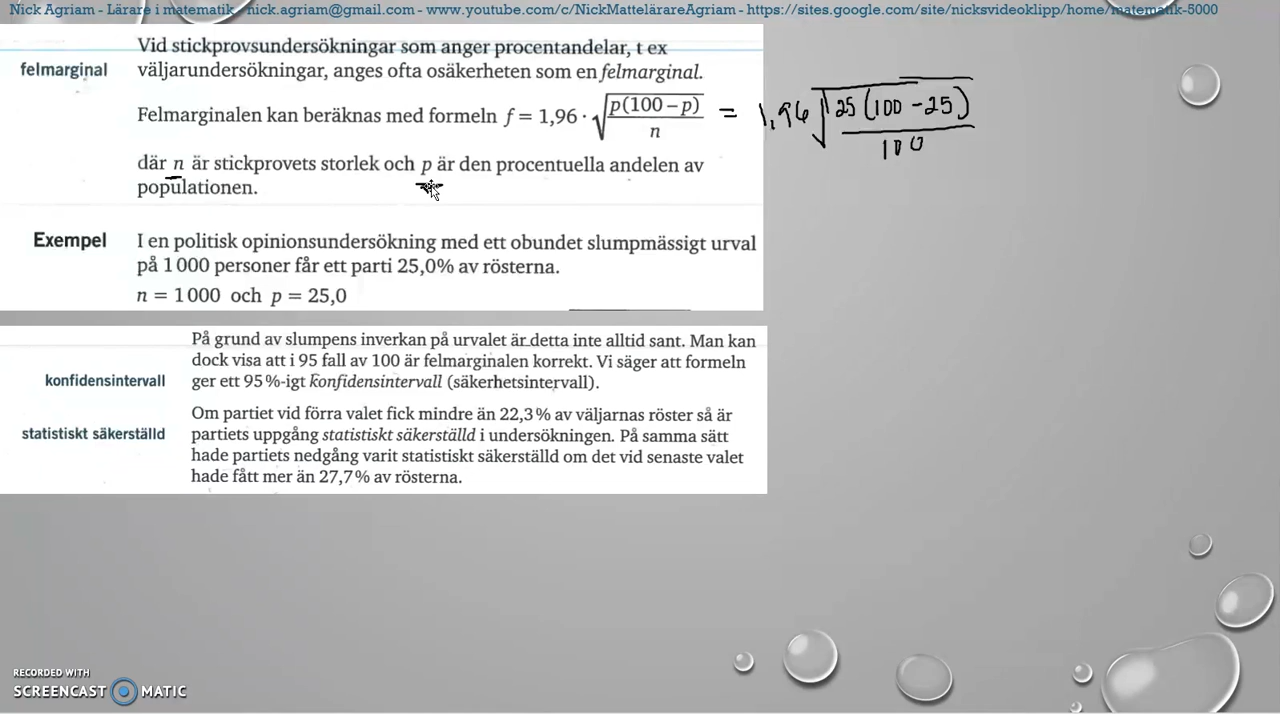 Nick Agriam - Lärare i matematik - nick.agriam@gmail.com - www.youtube.com/c/NickMattelärareAgriam - https://sites.google.com/site/nicksvideoklipp/home/matematik-5000
Vid stickprovsundersökningar som anger procentandelar, t ex
felmarginal väljarundersökningar, anges ofta osäkerheten som en felmarginal.
Felmarginalen kan beräknas med formeln f = 1,96 · √(p(100 – p)/n) = 1,96 √(25 (100 - 25)/100)
där n är stickprovets storlek och p är den procentuella andelen av
populationen.
Exempel I en politisk opinionsundersökning med ett obundet slumpmässigt urval
på 1 000 personer får ett parti 25,0% av rösterna.
n = 1 000 och p = 25,0
På grund av slumpens inverkan på urvalet är detta inte alltid sant. Man kan
dock visa att i 95 fall av 100 är felmarginalen korrekt. Vi säger att formeln
konfidensintervall ger ett 95 %-igt konfidensintervall (säkerhetsintervall).
Om partiet vid förra valet fick mindre än 22,3 % av väljarnas röster så är
statistiskt säkerställd partiets uppgång statistiskt säkerställd i undersökningen. På samma sätt
hade partiets nedgång varit statistiskt säkerställd om det vid senaste valet
hade fått mer än 27,7 % av rösterna.
RECORDED WITH
SCREENCAST MATIC